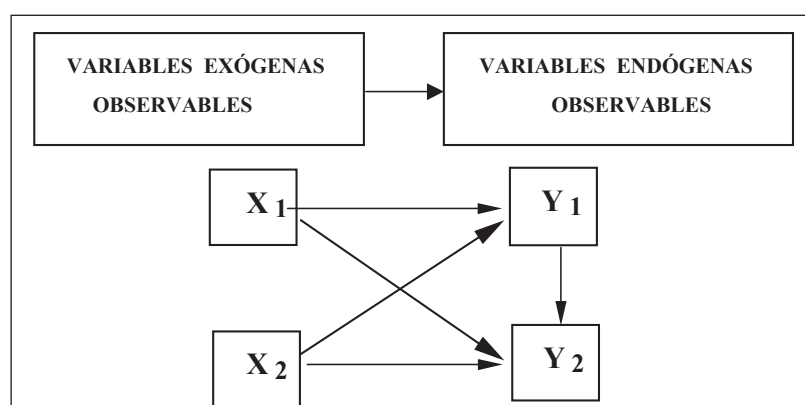 VARIABLES EXÓGENAS
OBSERVABLES
VARIABLES ENDÓGENAS
OBSERVABLES
X 1
Y 1
X 2
Y 2